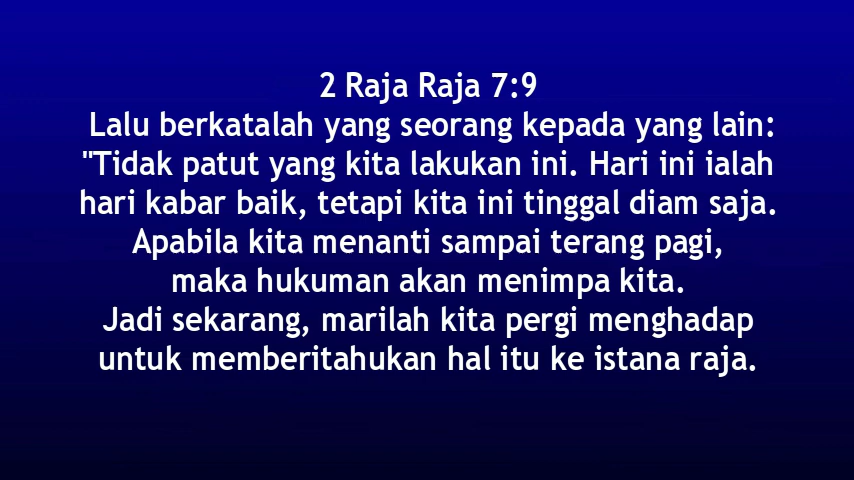 2 Raja Raja 7:9
Lalu berkatalah yang seorang kepada yang lain:
"Tidak patut yang kita lakukan ini. Hari ini ialah
hari kabar baik, tetapi kita ini tinggal diam saja.
Apabila kita menanti sampai terang pagi,
maka hukuman akan menimpa kita.
Jadi sekarang, marilah kita pergi menghadap
untuk memberitahukan hal itu ke istana raja.